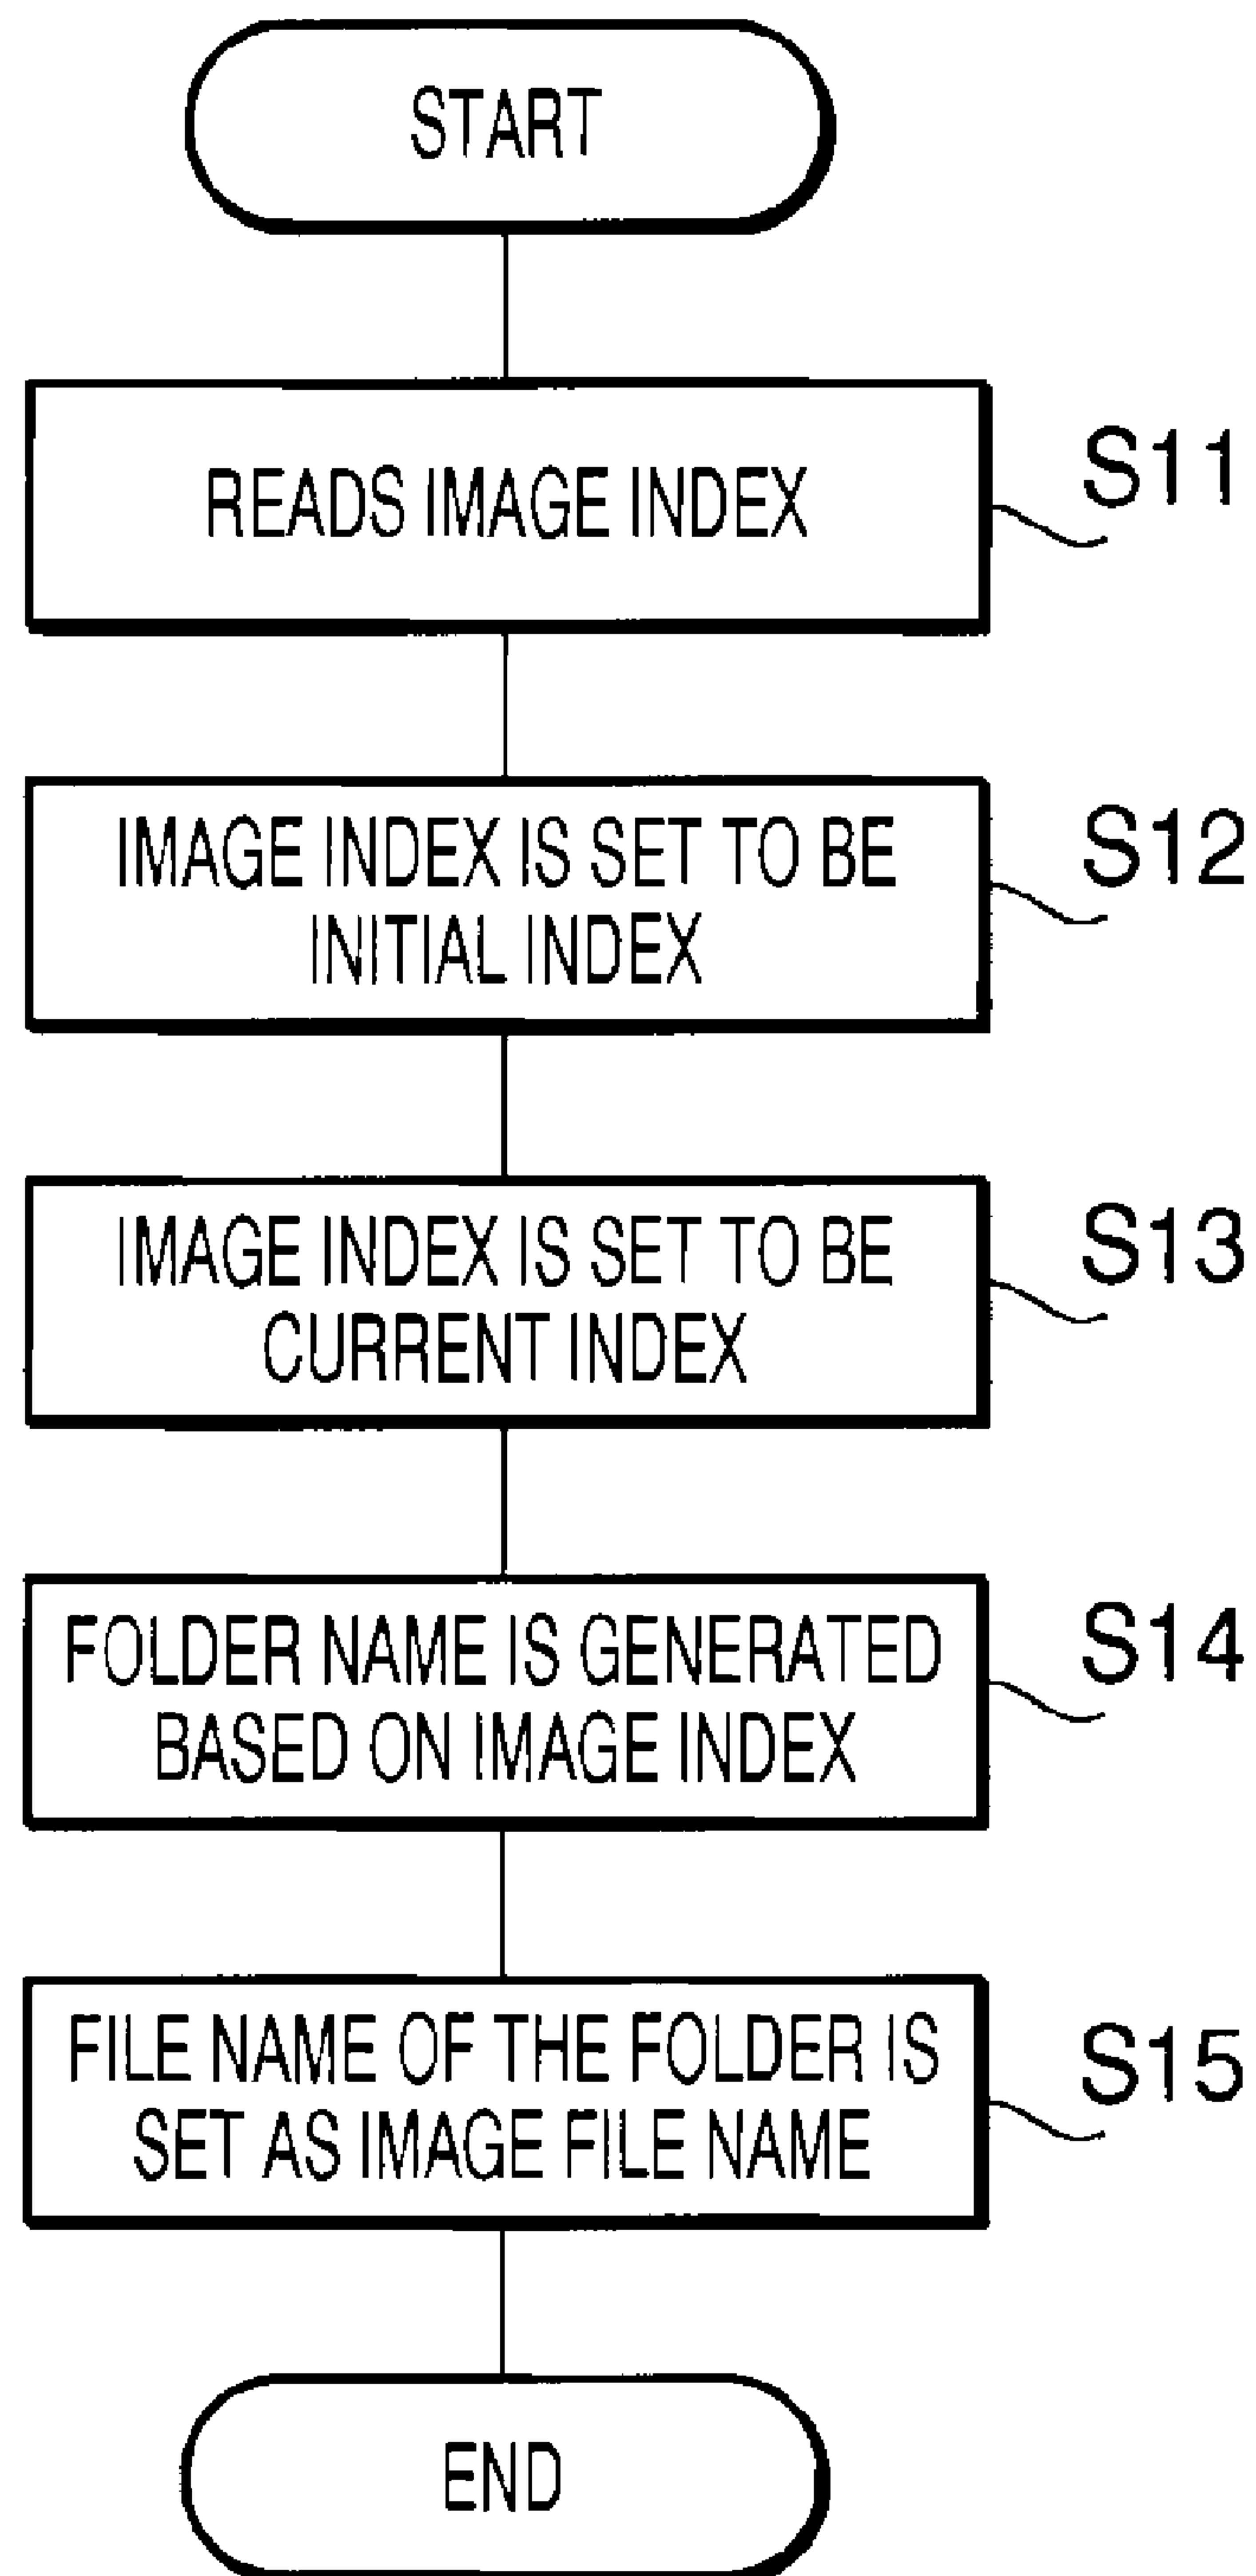 START
READS IMAGE INDEX
S11
IMAGE INDEX IS SET TO BE
INITIAL INDEX
S12
IMAGE INDEX IS SET TO BE
CURRENT INDEX
S13
FOLDER NAME IS GENERATED
BASED ON IMAGE INDEX
S14
FILE NAME OF THE FOLDER IS
SET AS IMAGE FILE NAME
S15
END